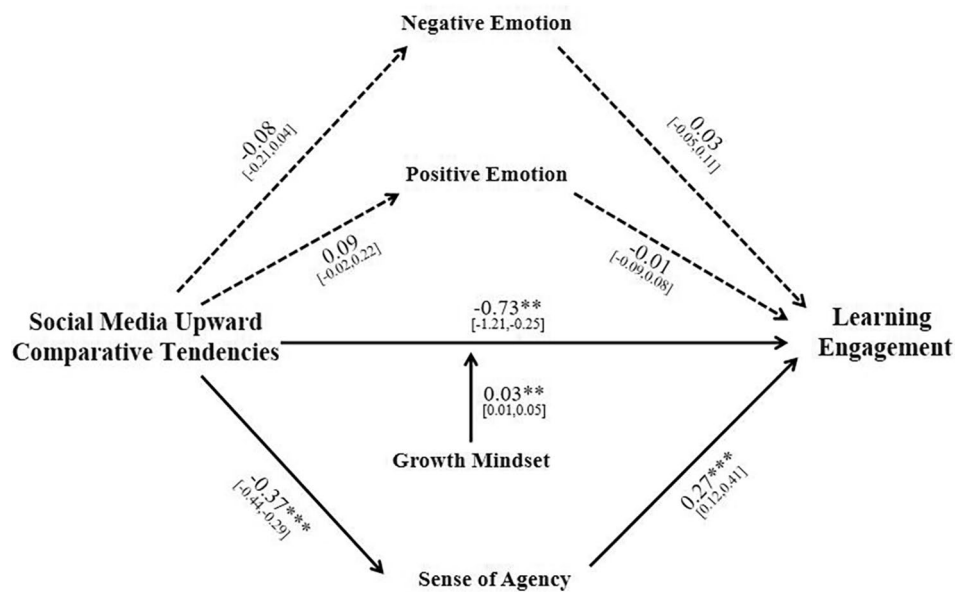 Negative Emotion
-0.08
[-0.21,0.04]
0.03
[-0.05,0.11]
Positive Emotion
0.09
[-0.02,0.22]
-0.01
[-0.09,0.08]
Social Media Upward
Comparative Tendencies
-0.73**
[-1.21,-0.25]
Learning
Engagement
0.03**
[0.01,0.05]
Growth Mindset
-0.37***
[-0.44,-0.29]
0.27***
[0.12,0.41]
Sense of Agency